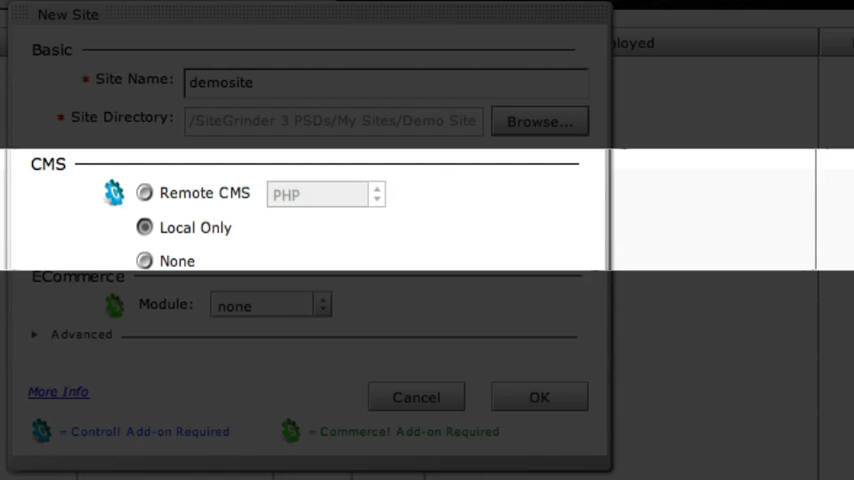 New Site
Basic
* Site Name: demosite
* Site Directory: /SiteGrinder 3 PSDs/My Sites/Demo Site Browse...
CMS
Remote CMS PHP
Local Only
None
ECommerce
Module: none
Advanced
More Info
Cancel OK
= Control! Add-on Required = Commerce! Add-on Required